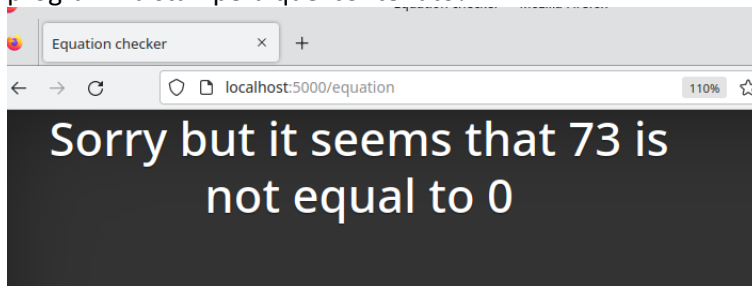 Equation checker
localhost:5000/equation
110%
Sorry but it seems that 73 is
not equal to 0